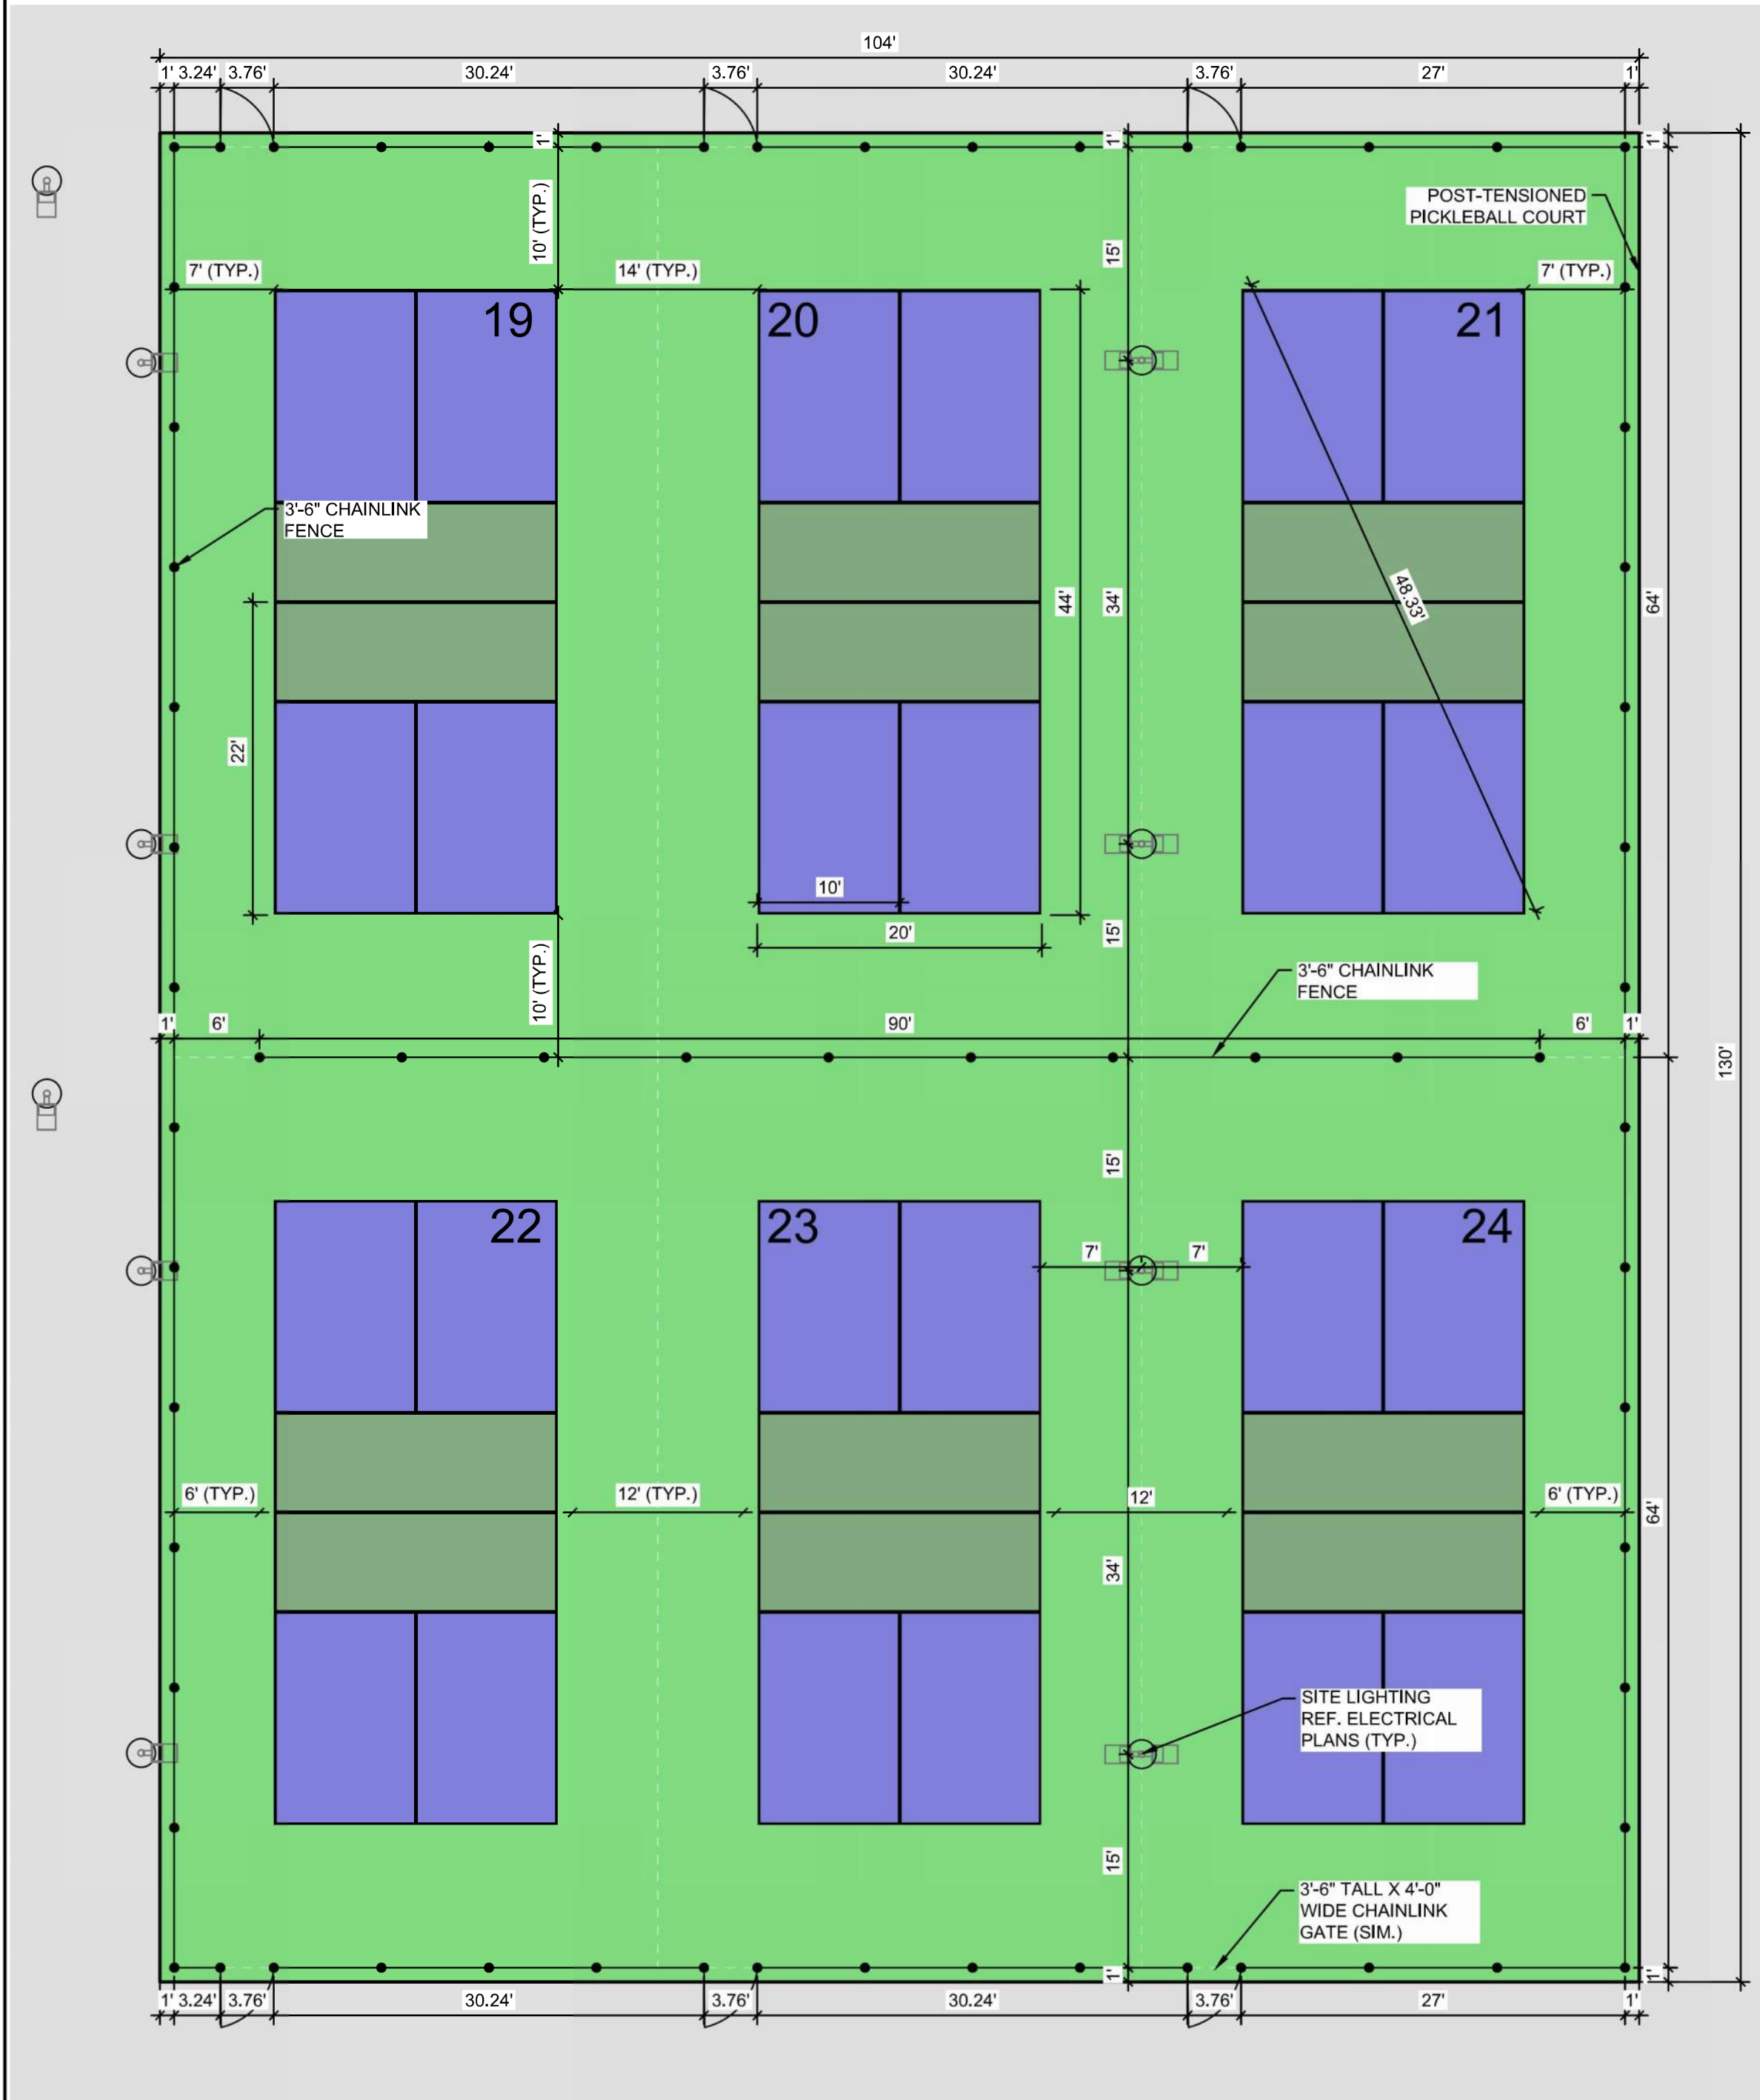 104'
1' 3.24' 3.76' 30.24' 3.76' 30.24' 3.76' 27' 1'
1' 1' 1'
POST-TENSIONED
PICKLEBALL COURT
10' (TYP.)
15'
7' (TYP.) 14' (TYP.) 7' (TYP.)
19 20 21
3'-6" CHAINLINK
FENCE
44' 34' 48.33' 64'
22'
10'
20'
15'
10' (TYP.)
3'-6" CHAINLINK
FENCE
1' 6' 90' 6' 1'
130'
15'
22 23 24
7' 7'
6' (TYP.) 12' (TYP.) 12' 6' (TYP.)
64'
34'
SITE LIGHTING
REF. ELECTRICAL
PLANS (TYP.)
15'
3'-6" TALL X 4'-0"
WIDE CHAINLINK
GATE (SIM.)
1' 1'
1' 3.24' 3.76' 30.24' 3.76' 30.24' 3.76' 27' 1'